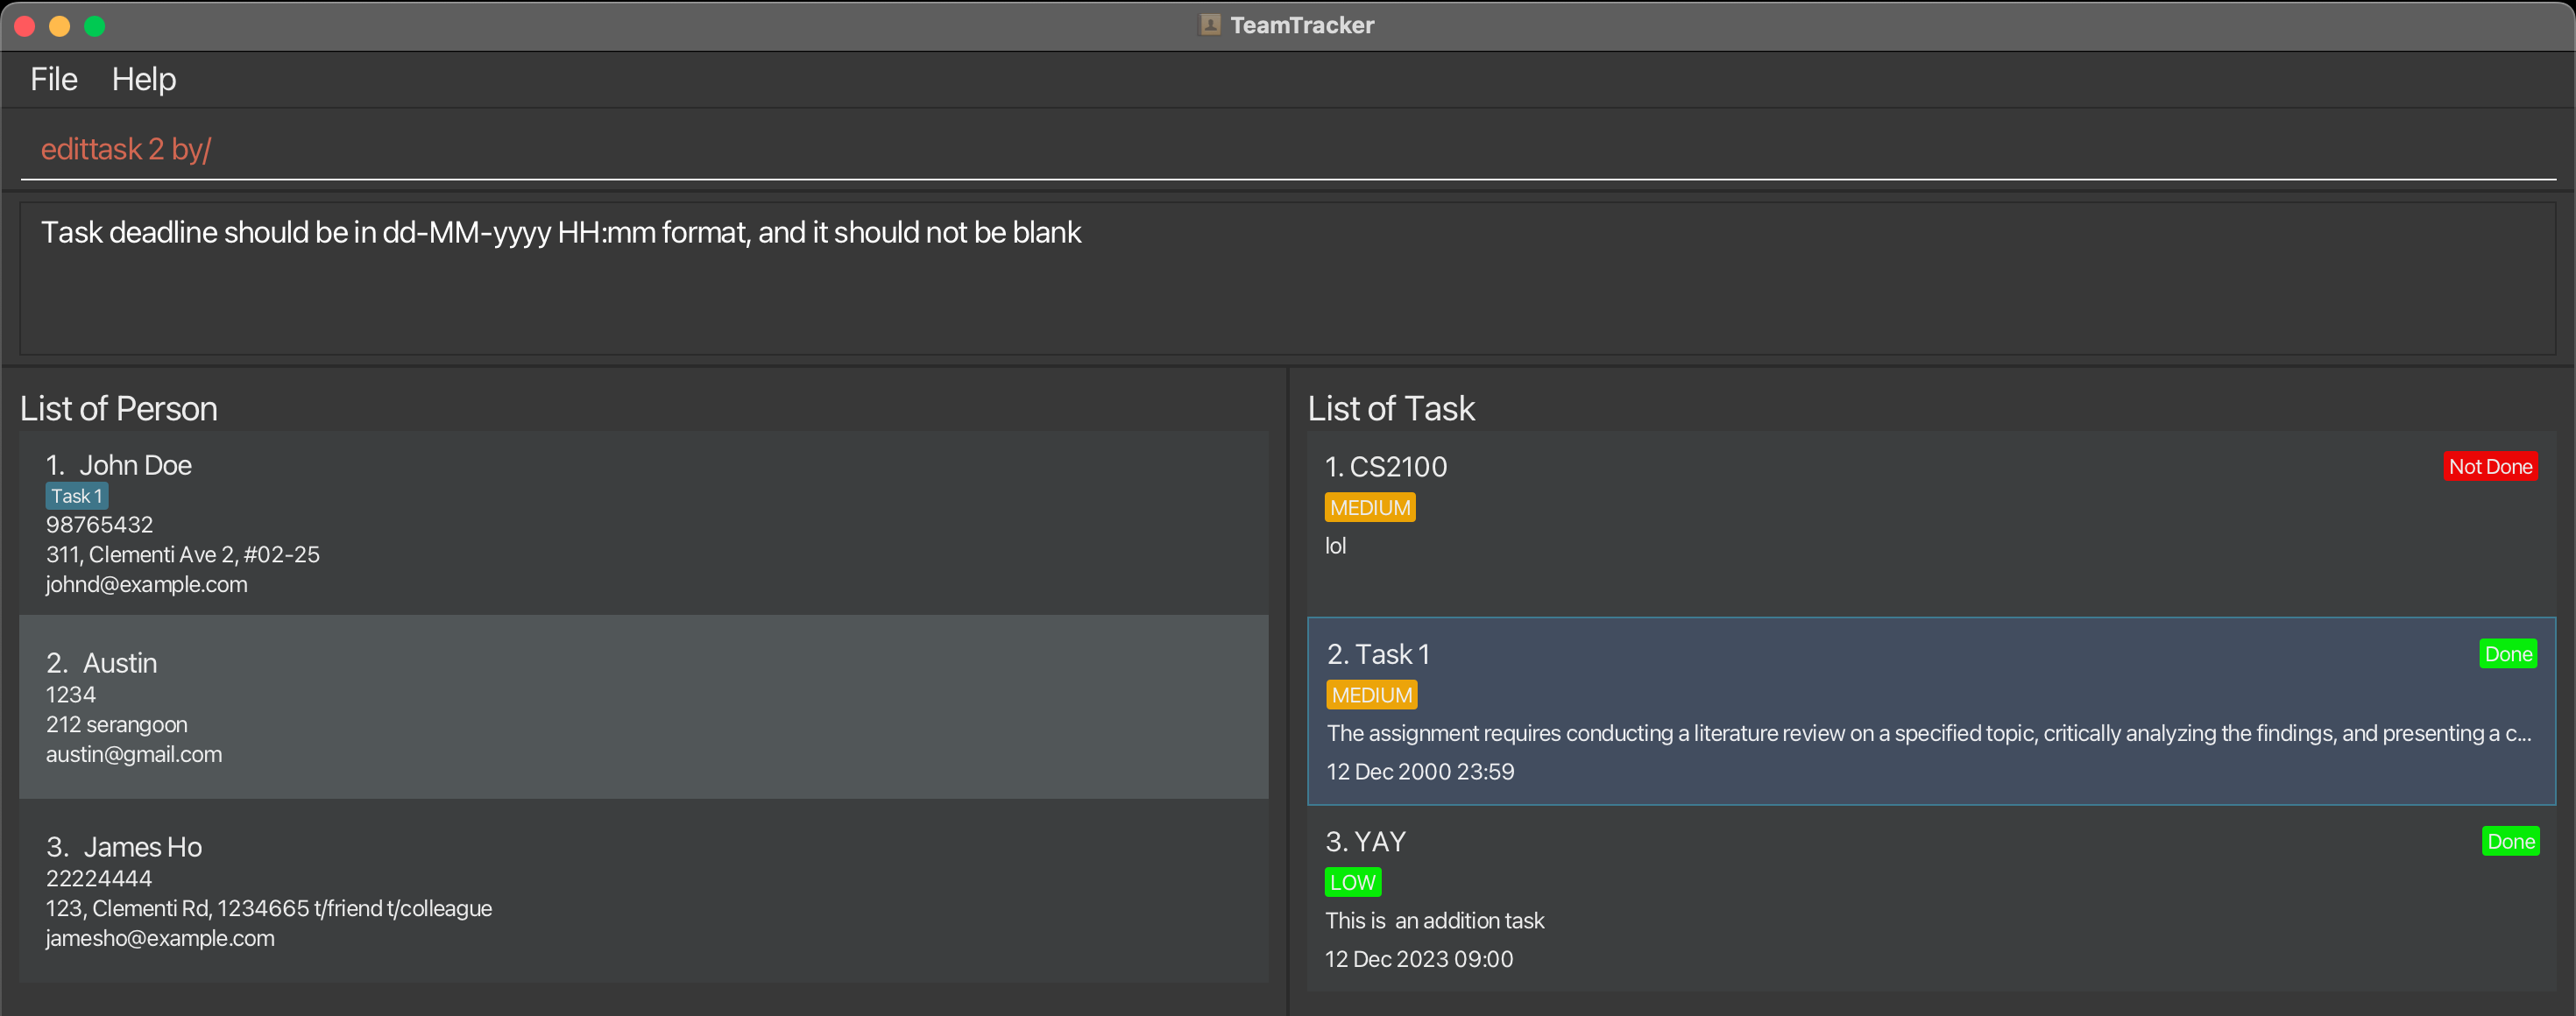 TeamTracker
File Help
edittask 2 by/
Task deadline should be in dd-MM-yyyy HH:mm format, and it should not be blank
List of Person
1. John Doe
Task 1
98765432
311, Clementi Ave 2, #02-25
johnd@example.com
2. Austin
1234
212 serangoon
austin@gmail.com
3. James Ho
22224444
123, Clementi Rd, 1234665 t/friend t/colleague
jamesho@example.com
List of Task
1. CS2100
Not Done
MEDIUM
lol
2. Task 1
Done
MEDIUM
The assignment requires conducting a literature review on a specified topic, critically analyzing the findings, and presenting a c...
12 Dec 2000 23:59
3. YAY
Done
LOW
This is  an addition task
12 Dec 2023 09:00